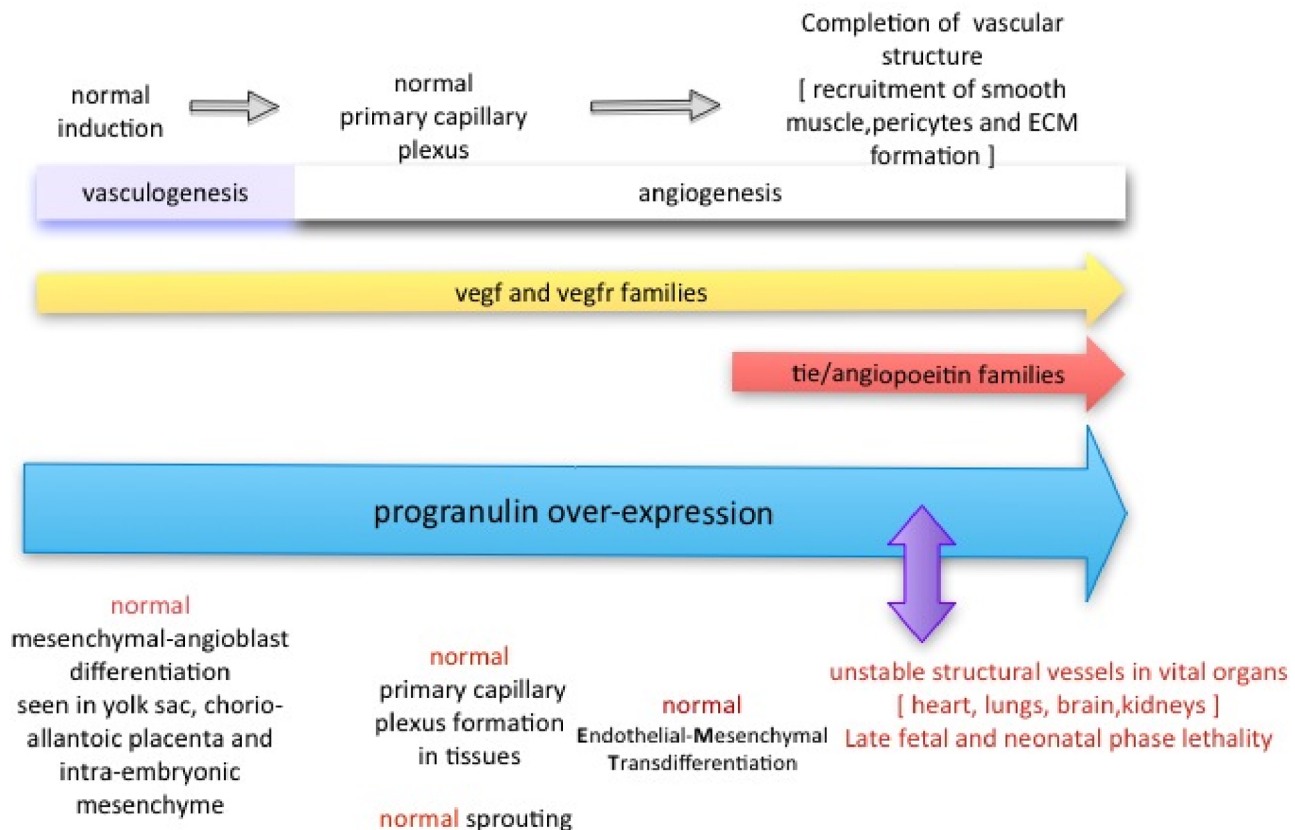 normal
induction
normal
primary capillary
plexus
Completion of vascular
structure
[ recruitment of smooth
muscle,pericytes and ECM
formation ]
vasculogenesis
angiogenesis
vegf and vegfr families
tie/angiopoeitin families
progranulin over-expression
normal
mesenchymal-angioblast
differentiation
seen in yolk sac, chorio-
allantoic placenta and
intra-embryonic
mesenchyme
normal
primary capillary
plexus formation
in tissues
normal sprouting
normal
Endothelial-Mesenchymal
Transdifferentiation
unstable structural vessels in vital organs
[ heart, lungs, brain,kidneys ]
Late fetal and neonatal phase lethality